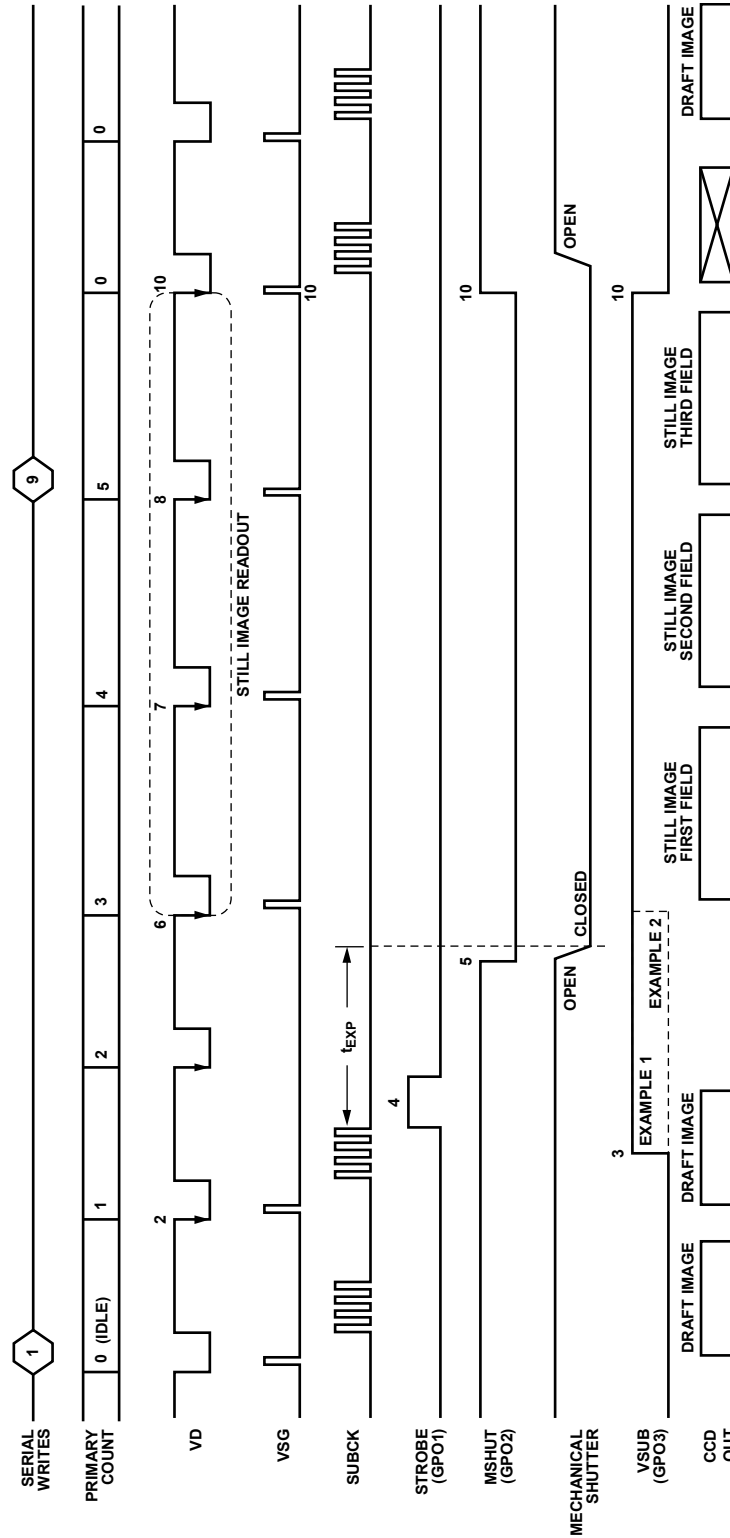 SERIAL
WRITES
1
9
PRIMARY
COUNT
0 (IDLE)
1
2
3
4
5
0
0
VD
2
6
7
8
10
STILL IMAGE READOUT
VSG
10
SUBCK
tEXP
STROBE
(GPO1)
4
MSHUT
(GPO2)
5
10
MECHANICAL
SHUTTER
OPEN
CLOSED
OPEN
VSUB
(GPO3)
3
EXAMPLE 1
EXAMPLE 2
10
CCD
OUT
DRAFT IMAGE
DRAFT IMAGE
STILL IMAGE
FIRST FIELD
STILL IMAGE
SECOND FIELD
STILL IMAGE
THIRD FIELD
DRAFT IMAGE